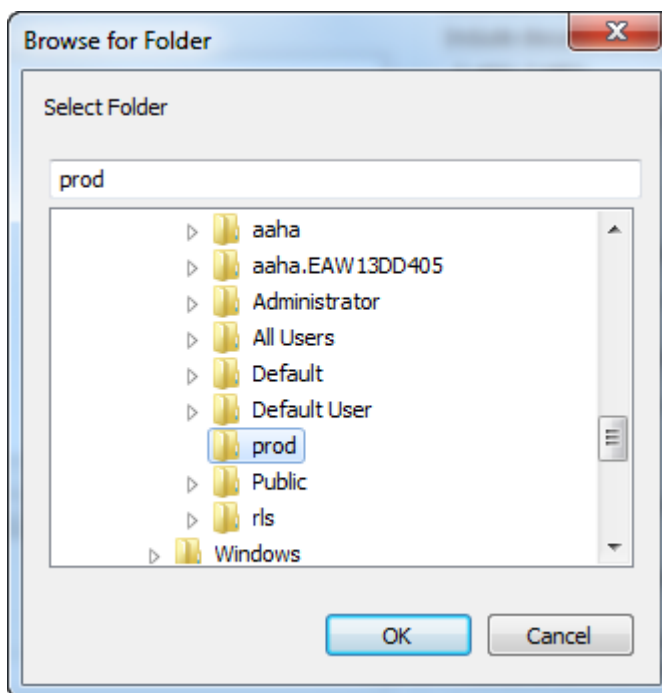 Browse for Folder
Select Folder
prod
aaha
aaha.EAW13DD405
Administrator
All Users
Default
Default User
prod
Public
rls
Windows
OK Cancel